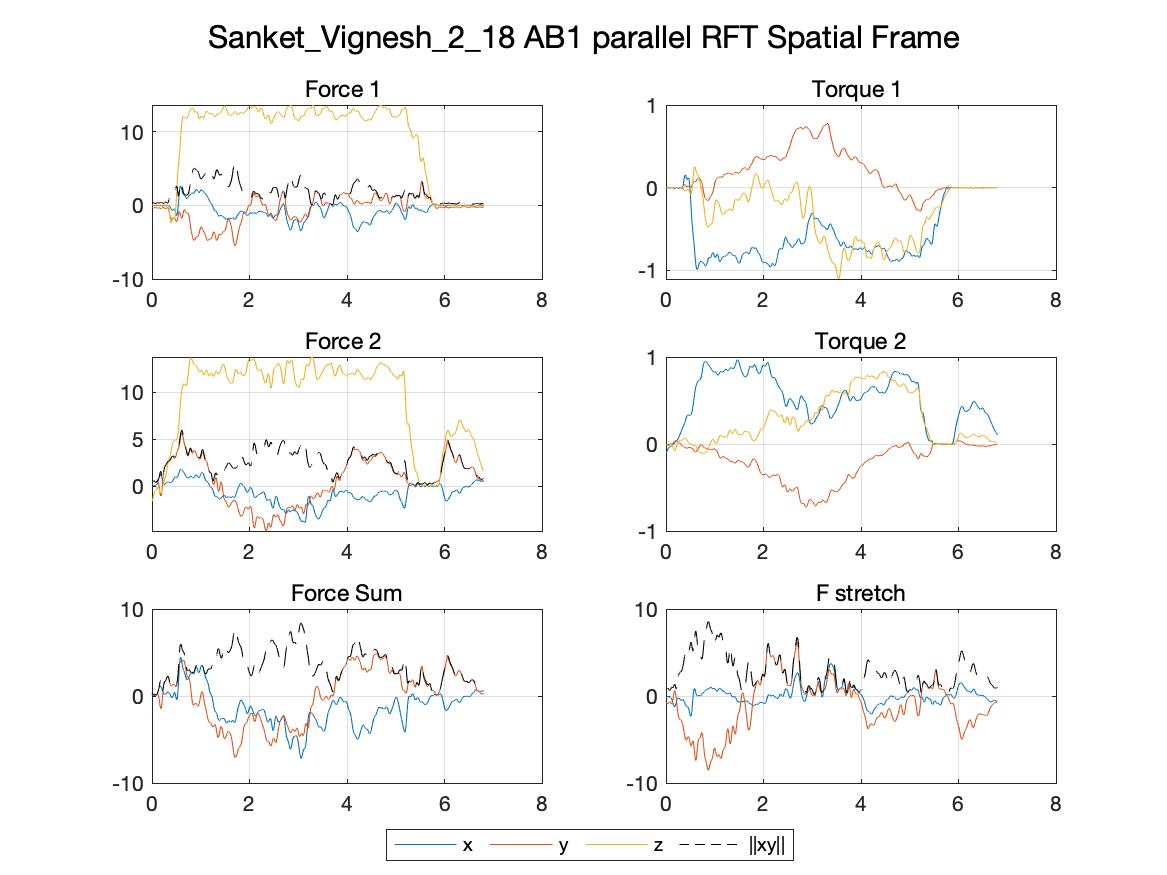 Sanket_Vignesh_2_18 AB1 parallel RFT Spatial Frame
Force 1
10
0
-10
0 2 4 6 8
Torque 1
1
0
-1
0 2 4 6 8
Force 2
10
5
0
0 2 4 6 8
Torque 2
1
0
-1
0 2 4 6 8
Force Sum
10
0
-10
0 2 4 6 8
F stretch
10
0
-10
0 2 4 6 8
x y z ||xy||